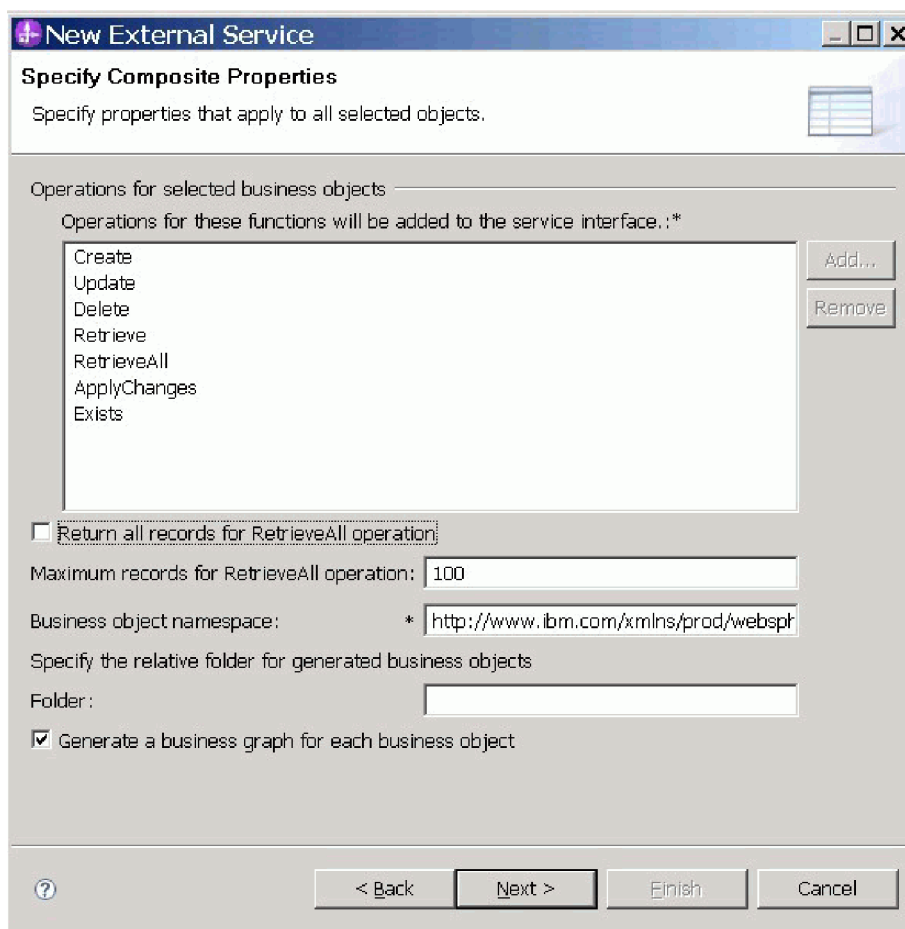 New External Service
Specify Composite Properties
Specify properties that apply to all selected objects.
Operations for selected business objects
Operations for these functions will be added to the service interface.:*
Create
Update
Delete
Retrieve
RetrieveAll
ApplyChanges
Exists
Add...
Remove
Return all records for RetrieveAll operation
Maximum records for RetrieveAll operation: 100
Business object namespace: * http://www.ibm.com/xmlns/prod/websph
Specify the relative folder for generated business objects
Folder:
Generate a business graph for each business object
? < Back Next > Finish Cancel